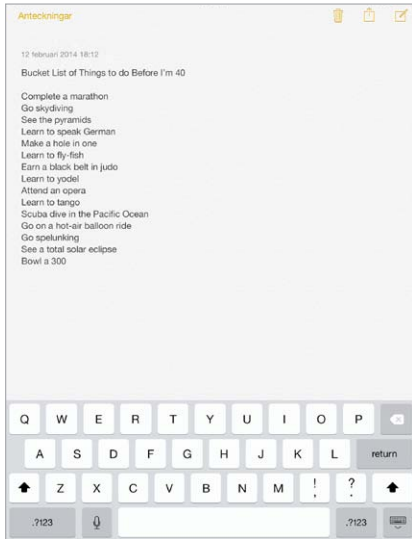 Anteckningar
12 februari 2014 18:12
Bucket List of Things to do Before I'm 40
Complete a marathon
Go skydiving
See the pyramids
Learn to speak German
Make a hole in one
Learn to fly-fish
Earn a black belt in judo
Learn to yodel
Attend an opera
Learn to tango
Scuba dive in the Pacific Ocean
Go on a hot-air balloon ride
Go spelunking
See a total solar eclipse
Bowl a 300
Q W E R T Y U I O P
A S D F G H J K L return
Z X C V B N M ! , ? .
.?123 .?123